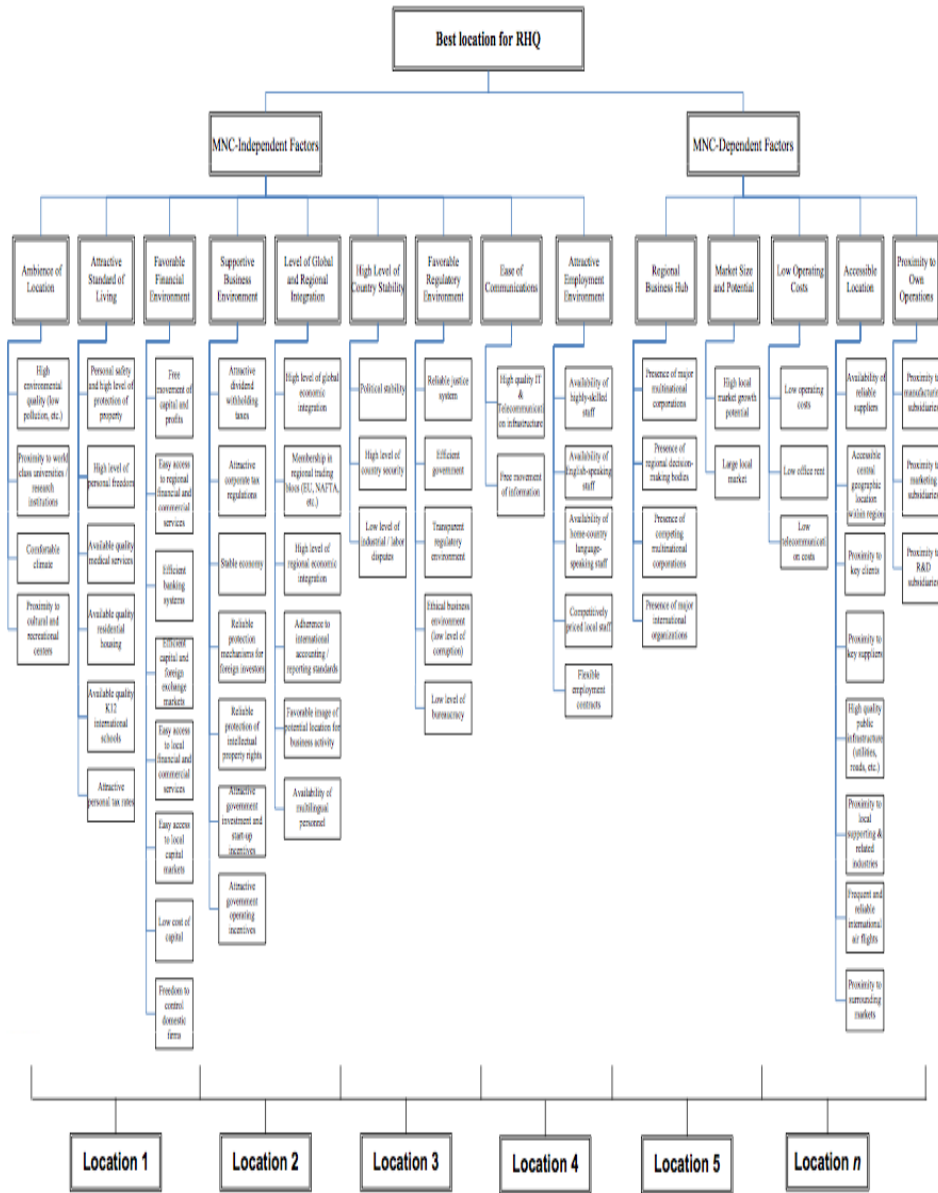 Best location for RHQ
MNC-Independent Factors
MNC-Dependent Factors
Ambience of
Location
Attractive
Standard of
Living
Favorable
Financial
Environment
Supportive
Business
Environment
Level of Global
and Regional
Integration
High Level of
Country Stability
Favorable
Regulatory
Environment
Ease of
Communications
Attractive
Employment
Environment
Regional
Business Hub
Market Size
and Potential
Low Operating
Costs
Accessible
Location
Proximity to
Own Operations
High
environmental
quality (low
pollution, etc.)
Proximity to world
class universities /
research
institutions
Comfortable
climate
Proximity to
cultural and
recreational
centers
Personal safety
and high level of
protection of
property
High level of
personal freedom
Available quality
medical services
Available quality
residential
housing
Available quality
K12
international
schools
Attractive
personal tax rates
Free
movement of
capital and
profits
Easy access
to regional
financial and
commercial
services
Efficient
banking
systems
Efficient
capital and
foreign
exchange
markets
Easy access
to local
financial and
commercial
services
Easy access
to local
capital
markets
Low cost of
capital
Freedom to
control
domestic
firms
Attractive
dividend
withholding
taxes
Attractive
corporate tax
regulations
Stable economy
Reliable
protection
mechanisms for
foreign investors
Reliable
protection of
intellectual
property rights
Attractive
government
investment and
start-up
incentives
Attractive
government
operating
incentives
High level of global
economic
integration
Membership in
regional trading
blocs (EU, NAFTA,
etc.)
High level of
regional economic
integration
Adherence to
international
accounting /
reporting standards
Favorable image of
potential location for
business activity
Availability of
multilingual
personnel
Political stability
High level of
country security
Low level of
industrial / labor
disputes
Reliable justice
system
Efficient
government
Transparent
regulatory
environment
Ethical business
environment
(low level of
corruption)
Low level of
bureaucracy
High quality IT
&
Telecommunicati
on infrastructure
Free movement of
information
Availability of
highly-skilled
staff
Availability of
English-speaking
staff
Availability of
home-country
language-
speaking staff
Competitively
priced local staff
Flexible
employment
contracts
Presence of major
multinational
corporations
Presence of
regional decision-
making bodies
Presence of
competing
multinational
corporations
Presence of major
international
organizations
High local
market growth
potential
Large local
market
Low operating
costs
Low office rent
Low
telecommunicati
on costs
Availability of
reliable
suppliers
Accessible
central
geographic
location
within region
Proximity to
key clients
Proximity to
key suppliers
High quality
public
infrastructure
(utilities,
roads, etc.)
Proximity to
local
supporting &
related
industries
Frequent and
reliable
international
air flights
Proximity to
surrounding
markets
Proximity to
manufacturing
subsidiaries
Proximity to
marketing
subsidiaries
Proximity to
R&D
subsidiaries
Location 1
Location 2
Location 3
Location 4
Location 5
Location n